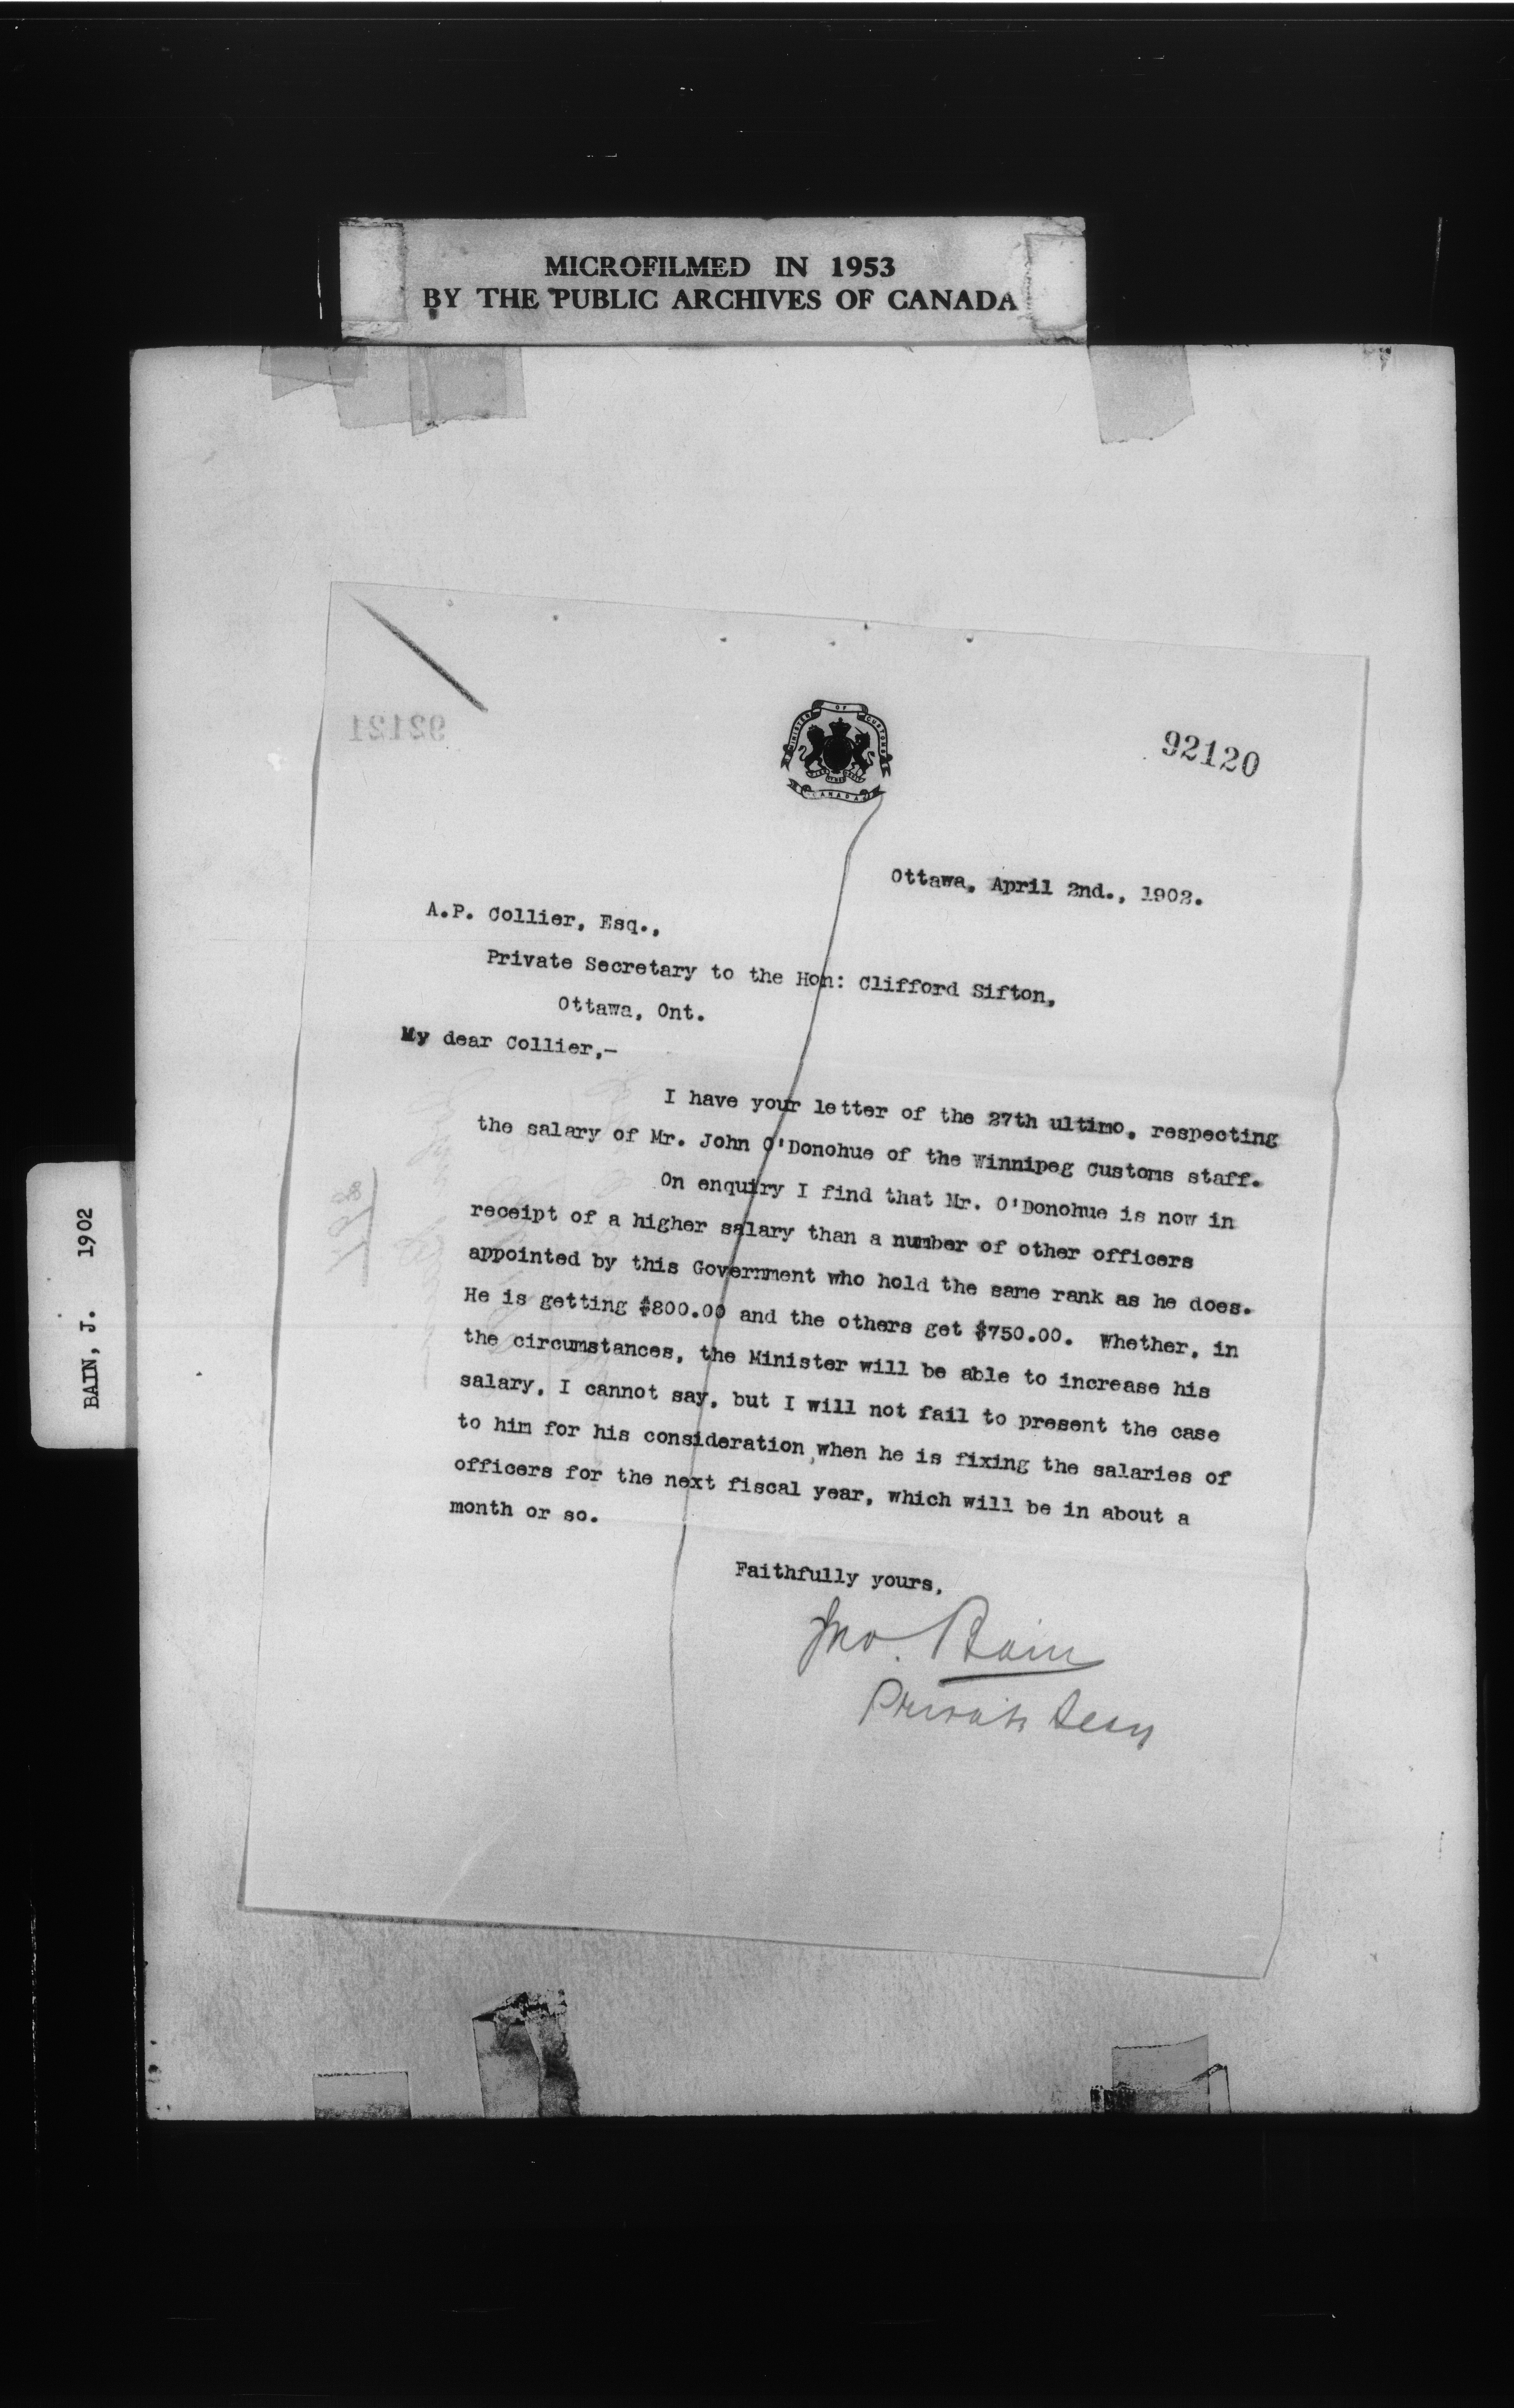 MICROFILMED IN 1953
BY THE PUBLIC ARCHIVES OF CANADA
BAIN, J. 1902
92121
MINISTER OF CUSTOMS
CANADA
92120
Ottawa, April 2nd., 1902.
A.P. Collier, Esq.,
Private Secretary to the Hon: Clifford Sifton,
Ottawa, Ont.
My dear Collier,-
I have your letter of the 27th ultimo, respecting
the salary of Mr. John O'Donohue of the Winnipeg Customs staff.
On enquiry I find that Mr. O'Donohue is now in
receipt of a higher salary than a number of other officers
appointed by this Government who hold the same rank as he does.
He is getting $800.00 and the others get $750.00. Whether, in
the circumstances, the Minister will be able to increase his
salary, I cannot say, but I will not fail to present the case
to him for his consideration, when he is fixing the salaries of
officers for the next fiscal year, which will be in about a
month or so.
Faithfully yours,
Jno. Bain
Private Secy